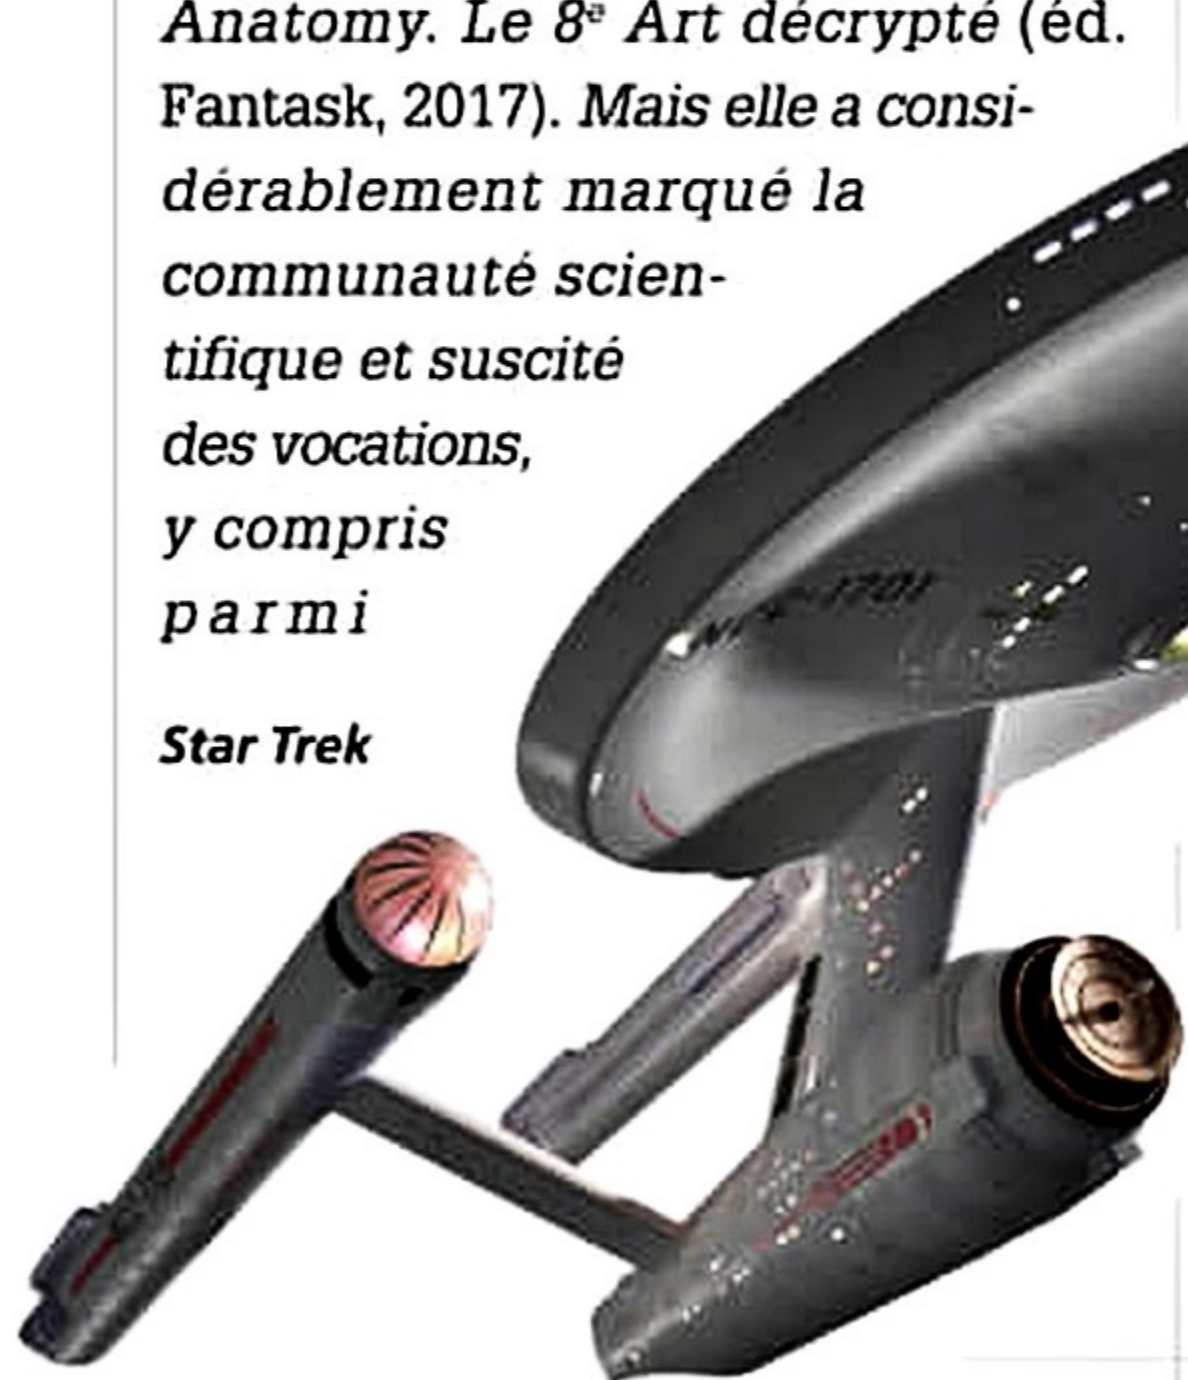 Anatomy. Le 8e Art décrypté (éd.
Fantask, 2017). Mais elle a consi-
dérablement marqué la
communauté scien-
tifique et suscité
des vocations,
y compris
parmi
Star Trek